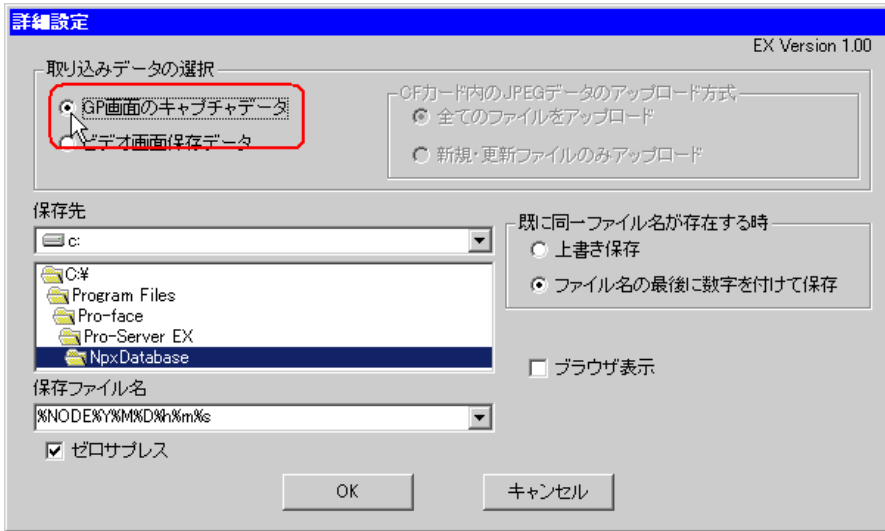 詳細設定
EX Version 1.00
取り込みデータの選択
GP画面のキャプチャデータ
ビデオ画面保存データ
CFカード内のJPEGデータのアップロード方式
全てのファイルをアップロード
新規・更新ファイルのみアップロード
保存先
c:
C:¥
Program Files
Pro-face
Pro-Server EX
NpxDatabase
既に同一ファイル名が存在する時
上書き保存
ファイル名の最後に数字を付けて保存
ブラウザ表示
保存ファイル名
%NODE%Y%M%D%h%m%s
ゼロサプレス
OK
キャンセル